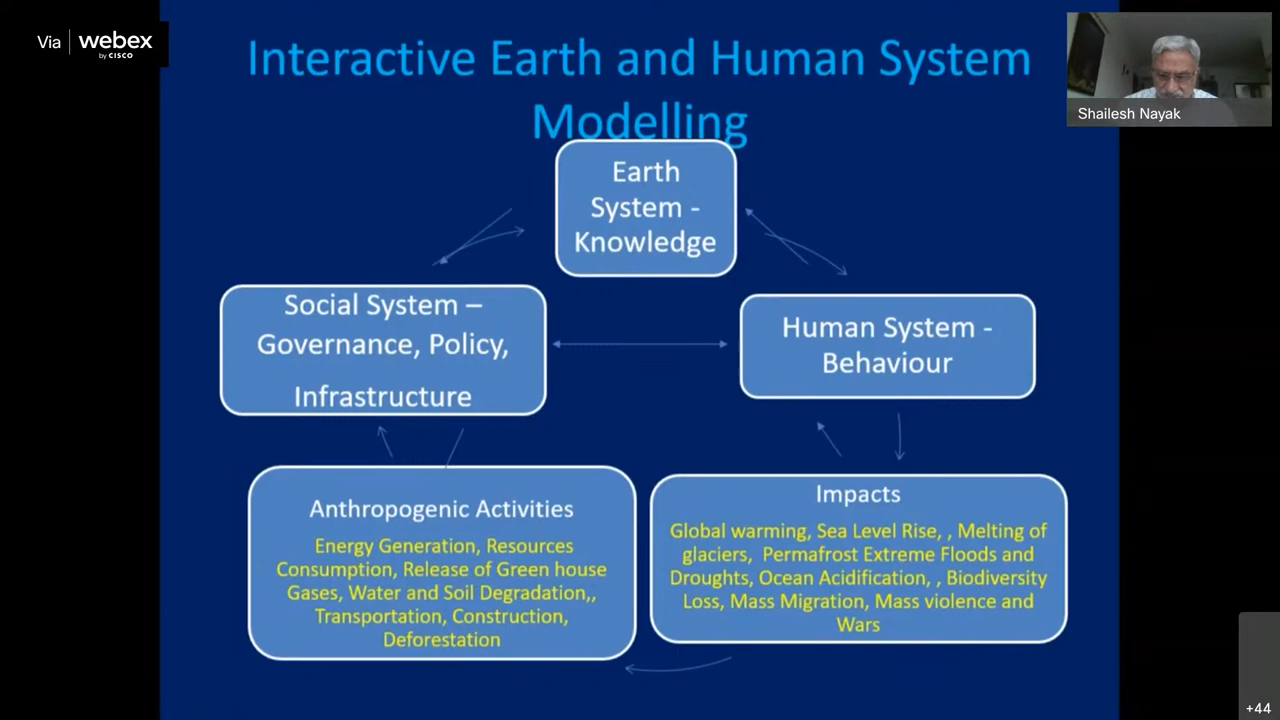 Via webex
by CISCO
Interactive Earth and Human System
Modelling
Shailesh Nayak
Earth
System -
Knowledge
Social System –
Governance, Policy,
Infrastructure
Human System -
Behaviour
Anthropogenic Activities
Energy Generation, Resources
Consumption, Release of Green house
Gases, Water and Soil Degradation,,
Transportation, Construction,
Deforestation
Impacts
Global warming, Sea Level Rise, , Melting of
glaciers, Permafrost Extreme Floods and
Droughts, Ocean Acidification, , Biodiversity
Loss, Mass Migration, Mass violence and
Wars
+44